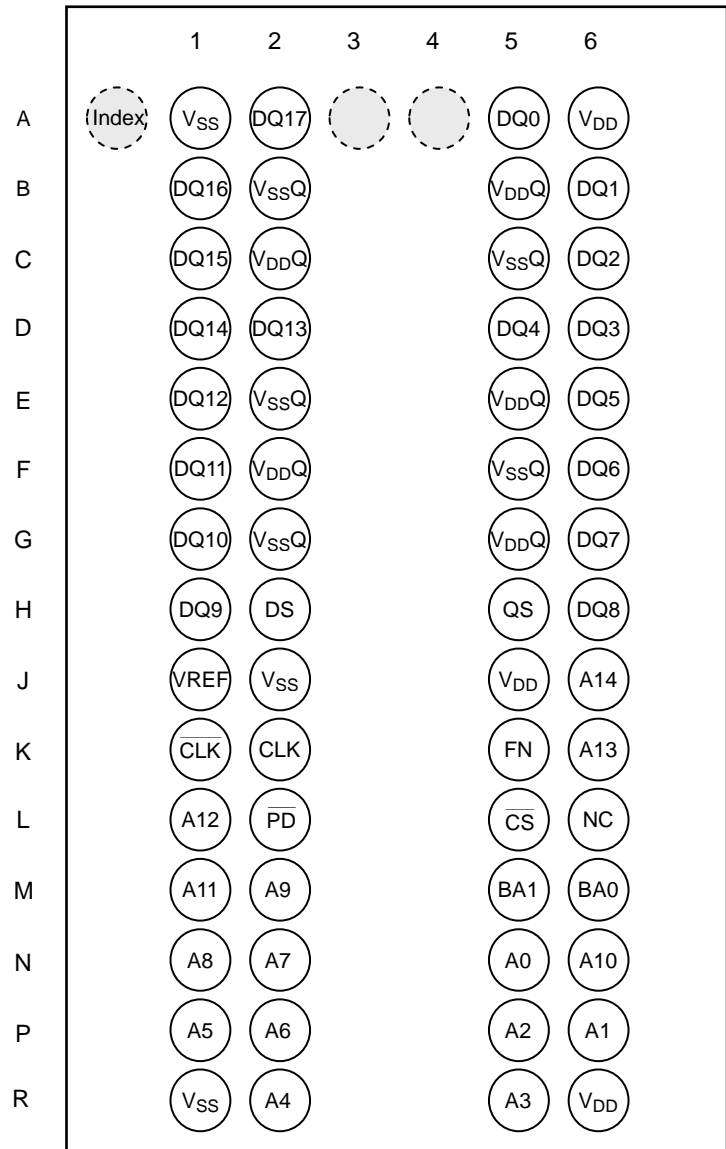 1 2 3 4 5 6
A Index VSS DQ17 DQ0 VDD
B DQ16 VSSQ VDDQ DQ1
C DQ15 VDDQ VSSQ DQ2
D DQ14 DQ13 DQ4 DQ3
E DQ12 VSSQ VDDQ DQ5
F DQ11 VDDQ VSSQ DQ6
G DQ10 VSSQ VDDQ DQ7
H DQ9 DS QS DQ8
J VREF VSS VDD A14
K C̅L̅K̅ CLK FN A13
L A12 P̅D̅ C̅S̅ NC
M A11 A9 BA1 BA0
N A8 A7 A0 A10
P A5 A6 A2 A1
R VSS A4 A3 VDD